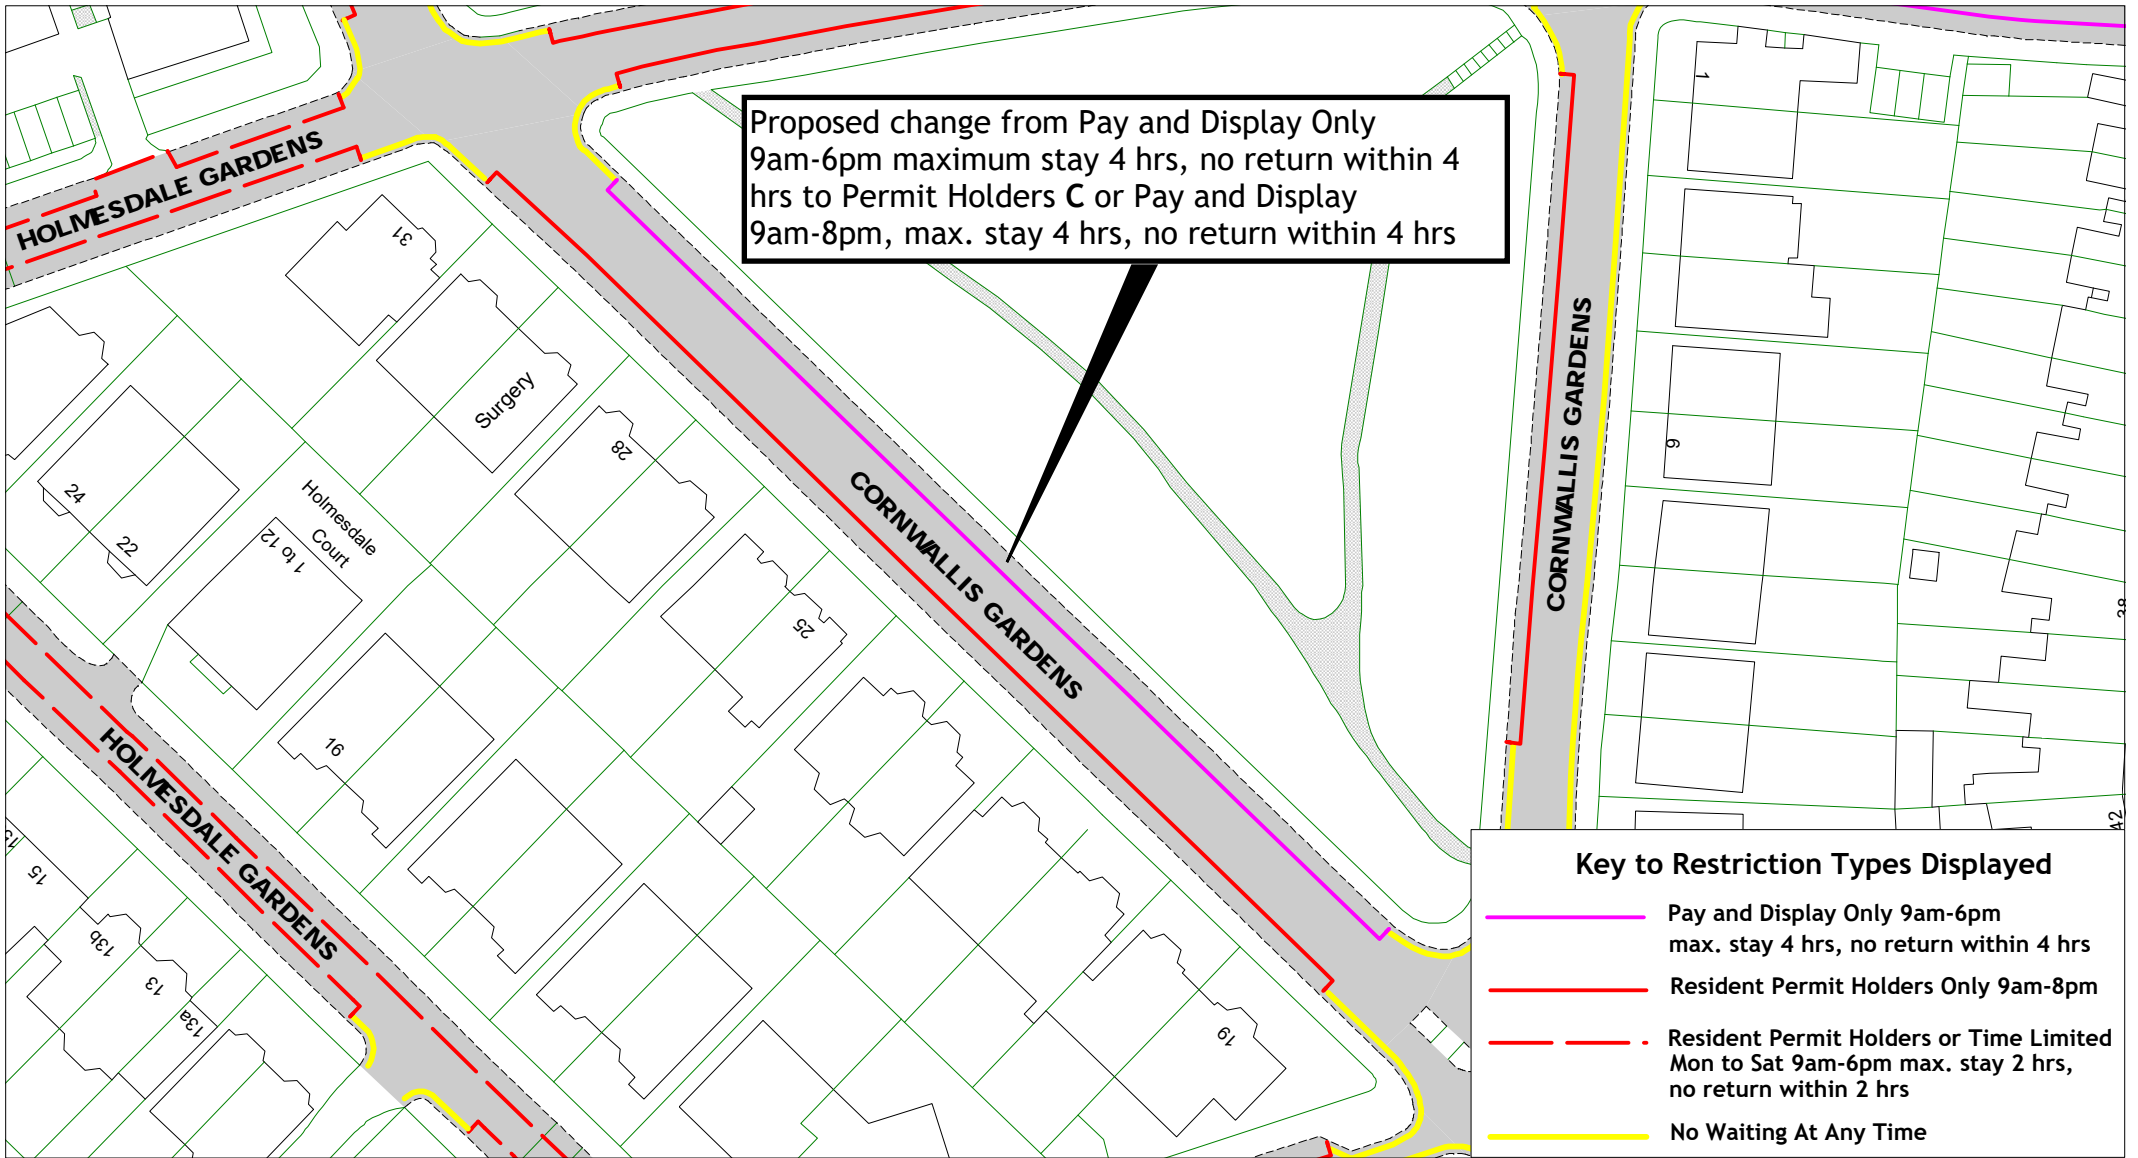 Proposed change from Pay and Display Only
9am-6pm maximum stay 4 hrs, no return within 4
hrs to Permit Holders C or Pay and Display
9am-8pm, max. stay 4 hrs, no return within 4 hrs
HOLMESDALE GARDENS
31
Surgery
28
24
22
Holmesdale
Court
1 to 12
25
16
CORNWALLIS GARDENS
CORNWALLIS GARDENS
1
6
38
42
HOLMESDALE GARDENS
15
15
13b
13
13a
19
Key to Restriction Types Displayed
Pay and Display Only 9am-6pm
max. stay 4 hrs, no return within 4 hrs
Resident Permit Holders Only 9am-8pm
Resident Permit Holders or Time Limited
Mon to Sat 9am-6pm max. stay 2 hrs,
no return within 2 hrs
No Waiting At Any Time